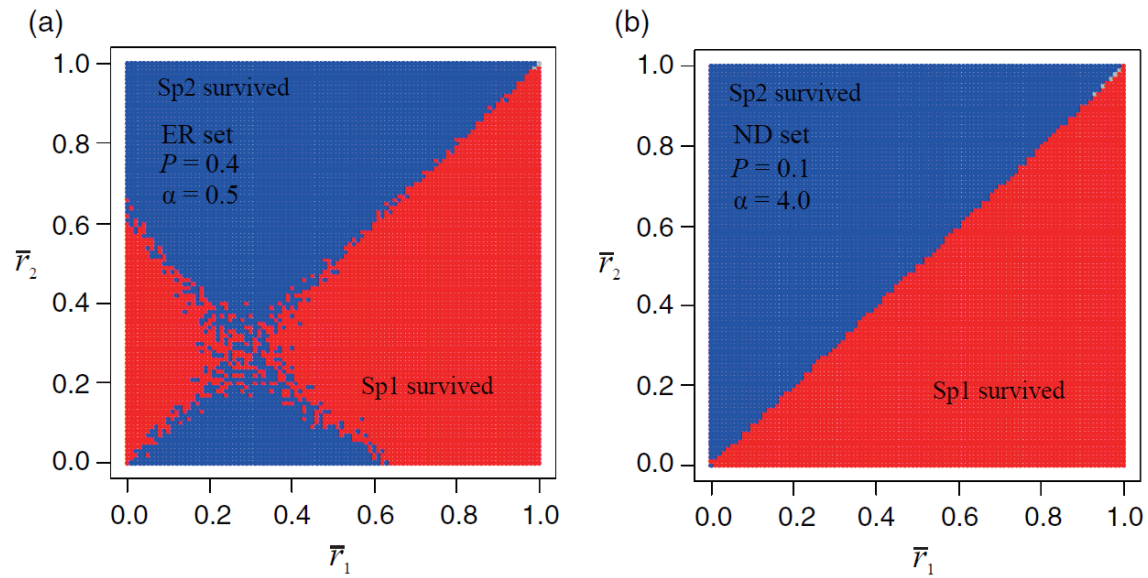 (a)
(b)
1.0
0.8
0.6
0.4
0.2
0.0
r̅₂
Sp2 survived
ER set
P = 0.4
α = 0.5
Sp1 survived
0.0 0.2 0.4 0.6 0.8 1.0
r̅₁
1.0
0.8
0.6
0.4
0.2
0.0
r̅₂
Sp2 survived
ND set
P = 0.1
α = 4.0
Sp1 survived
0.0 0.2 0.4 0.6 0.8 1.0
r̅₁